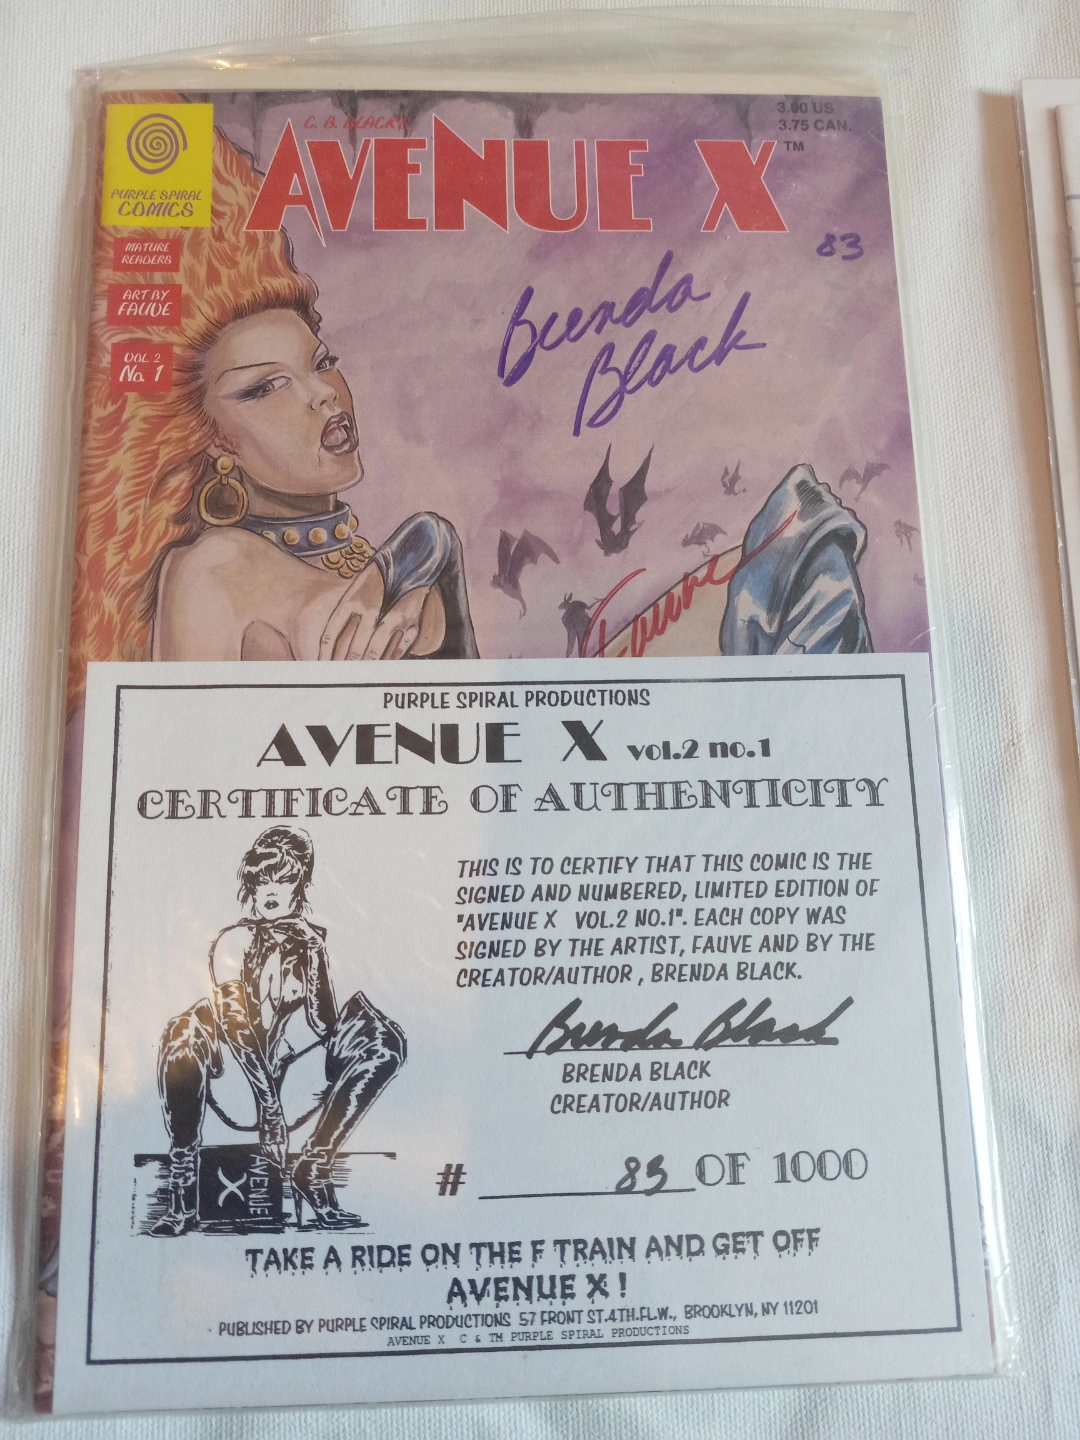 C. B. BLACK'S
AVENUE X
TM
3.00 US
3.75 CAN.
PURPLE SPIRAL
COMICS
MATURE
READERS
ART BY
FAUVE
VOL 2
No. 1
83
Brenda
Black
Fauve
PURPLE SPIRAL PRODUCTIONS
AVENUE X vol.2 no.1
CERTIFICATE OF AUTHENTICITY
THIS IS TO CERTIFY THAT THIS COMIC IS THE
SIGNED AND NUMBERED, LIMITED EDITION OF
"AVENUE X VOL.2 NO.1". EACH COPY WAS
SIGNED BY THE ARTIST, FAUVE AND BY THE
CREATOR/AUTHOR , BRENDA BLACK.
Brenda Black
BRENDA BLACK
CREATOR/AUTHOR
# 83 OF 1000
AVENUE
X
TAKE A RIDE ON THE F TRAIN AND GET OFF
AVENUE X !
PUBLISHED BY PURPLE SPIRAL PRODUCTIONS 57 FRONT ST.4TH.FL.W., BROOKLYN, NY 11201
AVENUE X C & TM PURPLE SPIRAL PRODUCTIONS